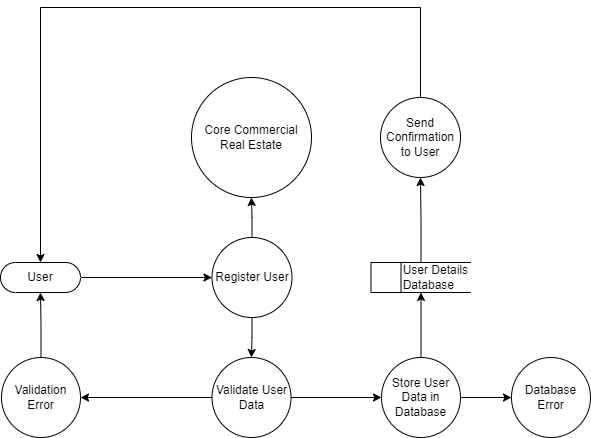 Core Commercial
Real Estate
Send
Confirmation
to User
User
Register User
User Details
Database
Validation
Error
Validate User
Data
Store User
Data in
Database
Database
Error